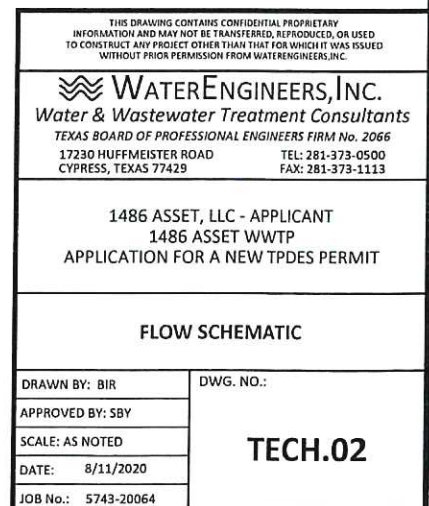 THIS DRAWING CONTAINS CONFIDENTIAL PROPRIETARY
INFORMATION AND MAY NOT BE TRANSFERRED, REPRODUCED, OR USED
TO CONSTRUCT ANY PROJECT OTHER THAN THAT FOR WHICH IT WAS ISSUED
WITHOUT PRIOR PERMISSION FROM WATERENGINEERS,INC.
WATERENGINEERS,INC.
Water & Wastewater Treatment Consultants
TEXAS BOARD OF PROFESSIONAL ENGINEERS FIRM No. 2066
17230 HUFFMEISTER ROAD TEL: 281-373-0500
CYPRESS, TEXAS 77429 FAX: 281-373-1113
1486 ASSET, LLC - APPLICANT
1486 ASSET WWTP
APPLICATION FOR A NEW TPDES PERMIT
FLOW SCHEMATIC
DRAWN BY: BIR
APPROVED BY: SBY
SCALE: AS NOTED
DATE: 8/11/2020
JOB No.: 5743-20064
DWG. NO.:
TECH.02